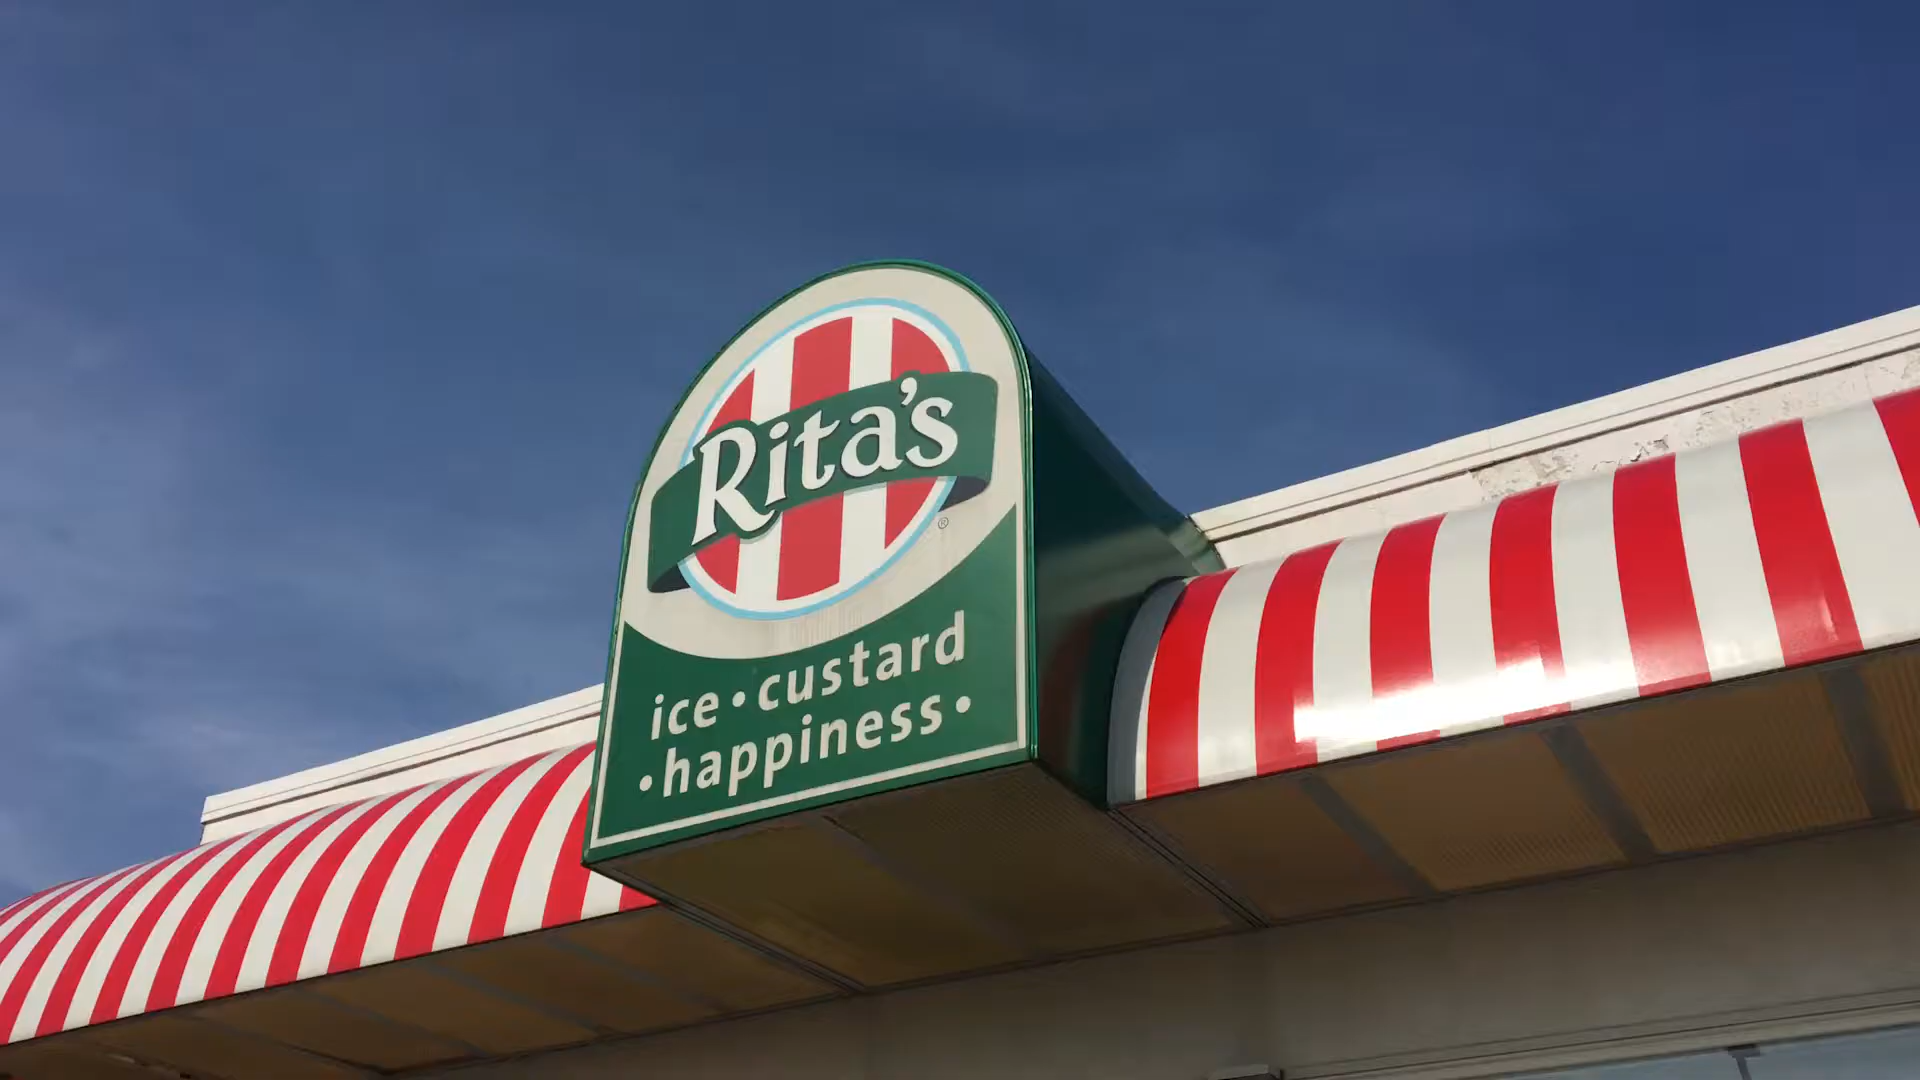 Rita's
®
ice • custard
• happiness •